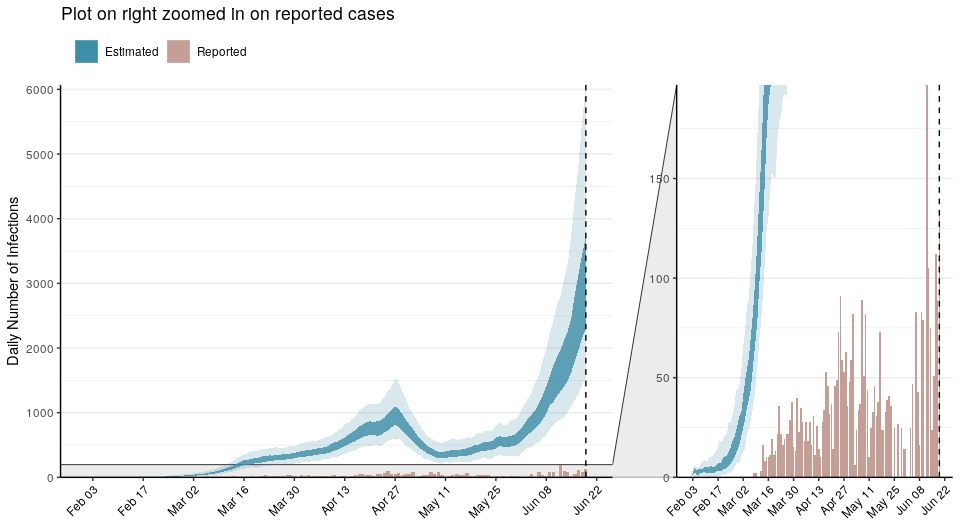 Plot on right zoomed in on reported cases
Estimated Reported
Daily Number of Infections
6000
5000
4000
3000
2000
1000
0
Feb 03 Feb 17 Mar 02 Mar 16 Mar 30 Apr 13 Apr 27 May 11 May 25 Jun 08 Jun 22
150
100
50
0
Feb 03 Feb 17 Mar 02 Mar 16 Mar 30 Apr 13 Apr 27 May 11 May 25 Jun 08 Jun 22